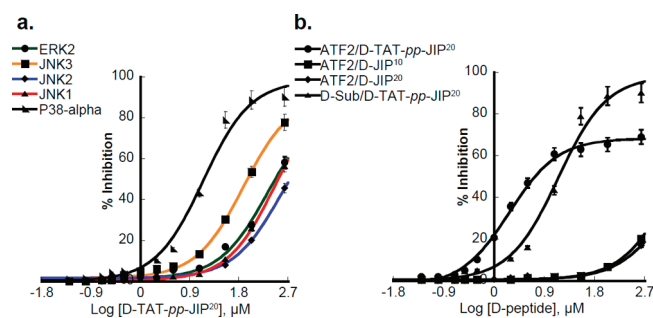 a.
ERK2
JNK3
JNK2
JNK1
P38-alpha
% Inhibition
100
80
60
40
20
-1.8 -0.9 0 0.9 1.8 2.7
Log [D-TAT-pp-JIP²⁰], µM
b.
ATF2/D-TAT-pp-JIP²⁰
ATF2/D-JIP¹⁰
ATF2/D-JIP²⁰
D-Sub/D-TAT-pp-JIP²⁰
% Inhibition
100
80
60
40
20
-1.8 -0.9 0 0.9 1.8 2.7
Log [D-peptide], µM